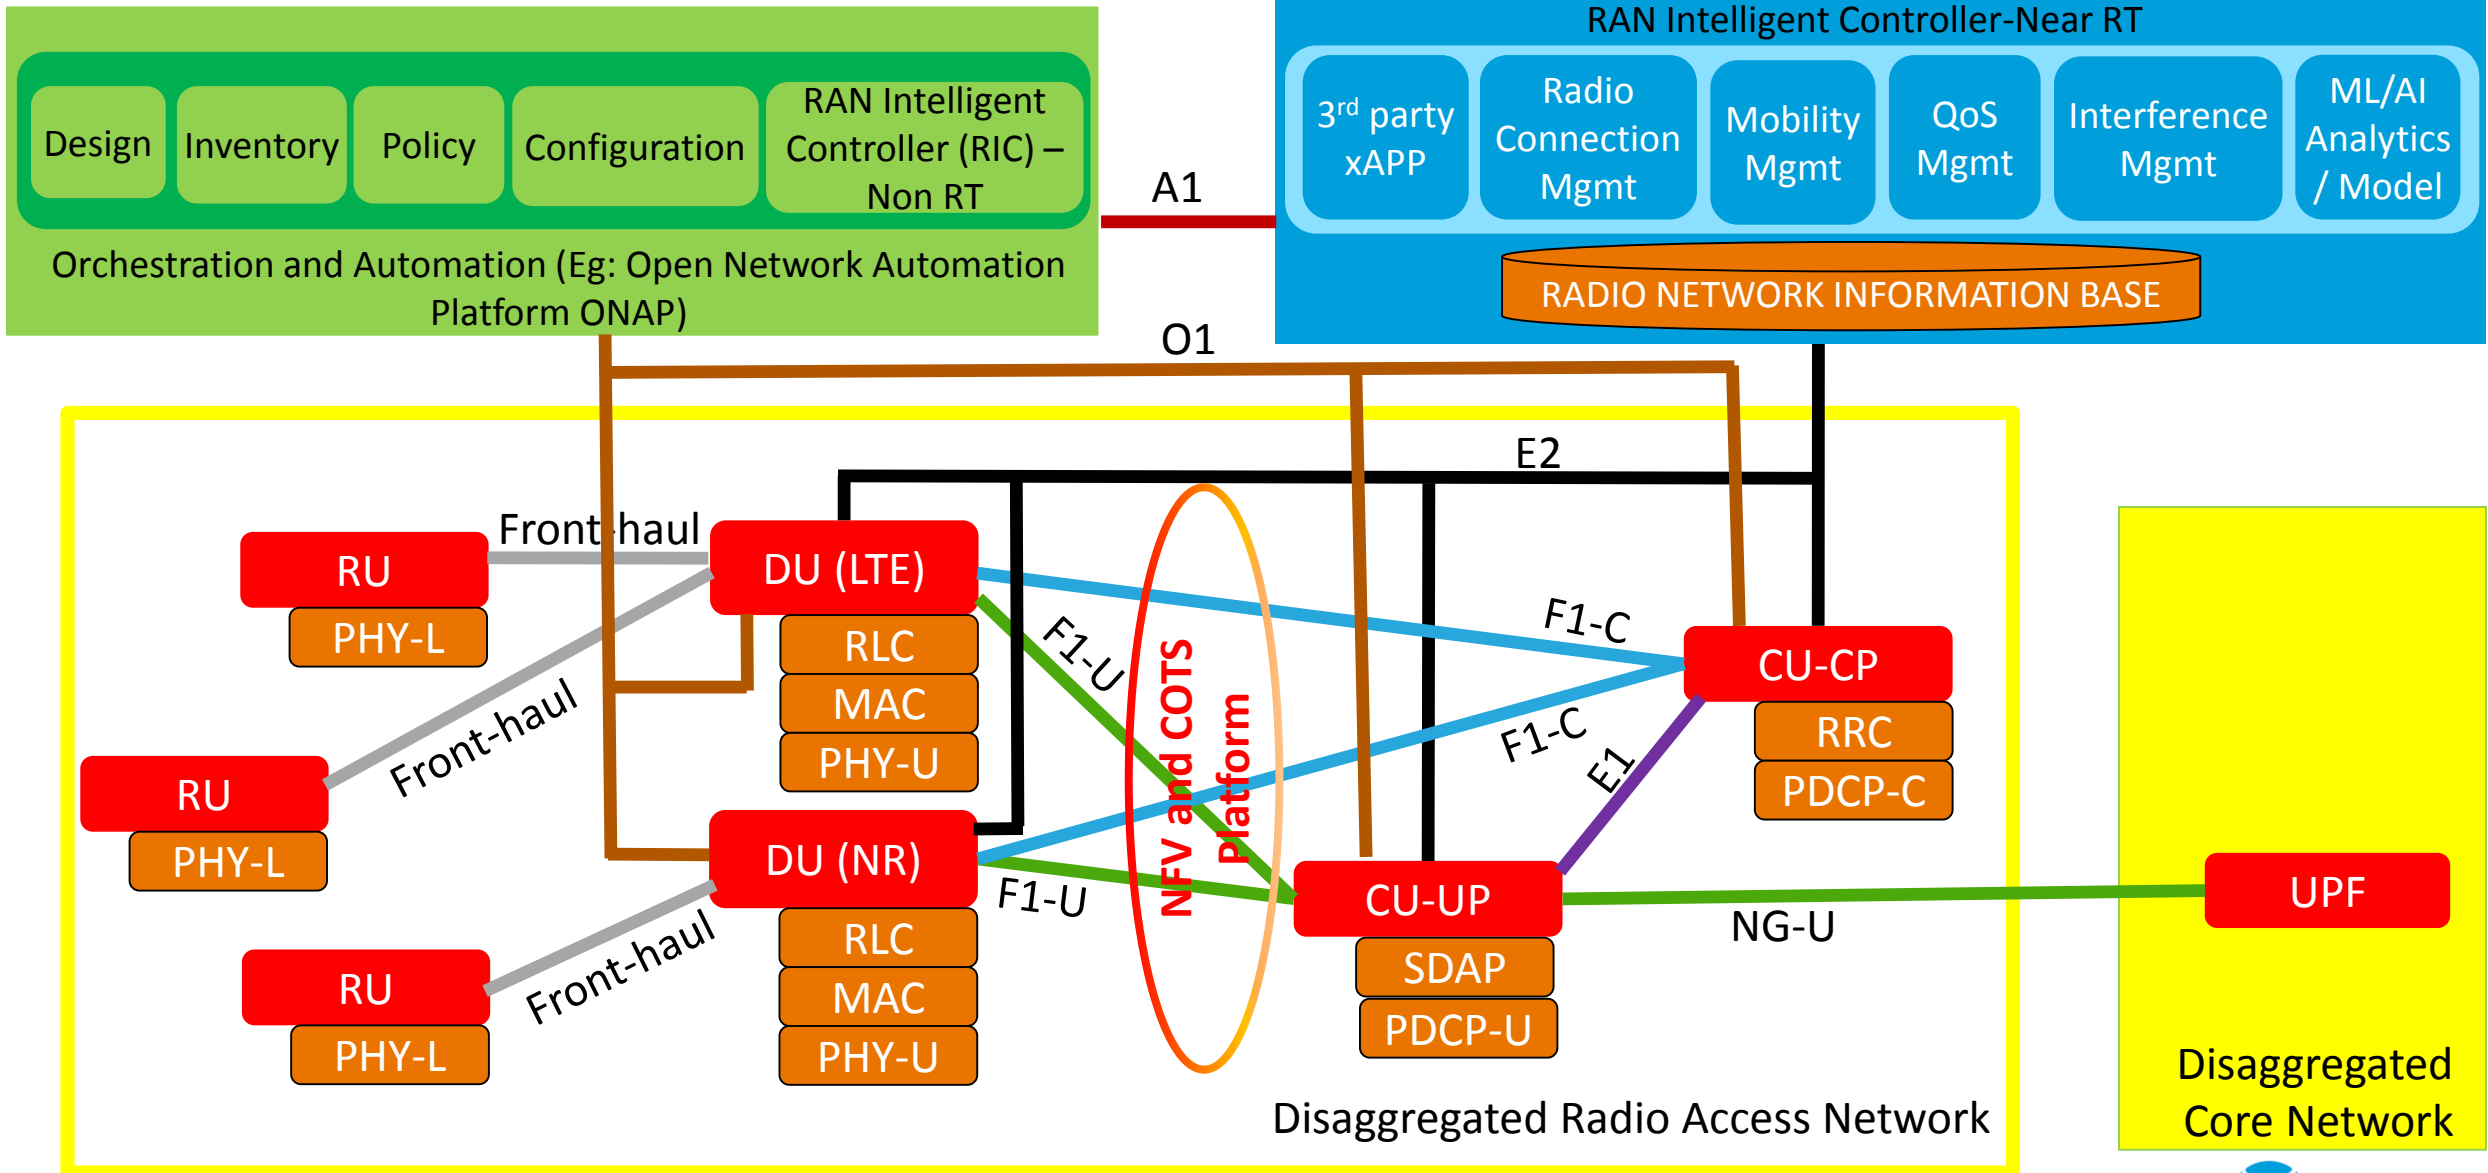 RAN Intelligent Controller-Near RT
Design
Inventory
Policy
Configuration
RAN Intelligent
Controller (RIC) –
Non RT
Orchestration and Automation (Eg: Open Network Automation
Platform ONAP)
A1
3rd party
xAPP
Radio
Connection
Mgmt
Mobility
Mgmt
QoS
Mgmt
Interference
Mgmt
ML/AI
Analytics
/ Model
RADIO NETWORK INFORMATION BASE
O1
E2
Front-haul
RU
PHY-L
DU (LTE)
RLC
MAC
PHY-U
Front-haul
RU
PHY-L
DU (NR)
RLC
MAC
PHY-U
Front-haul
RU
PHY-L
F1-C
F1-U
F1-C
F1-U
NFV and COTS
Platform
CU-CP
RRC
PDCP-C
E1
CU-UP
SDAP
PDCP-U
NG-U
UPF
Disaggregated Radio Access Network
Disaggregated
Core Network